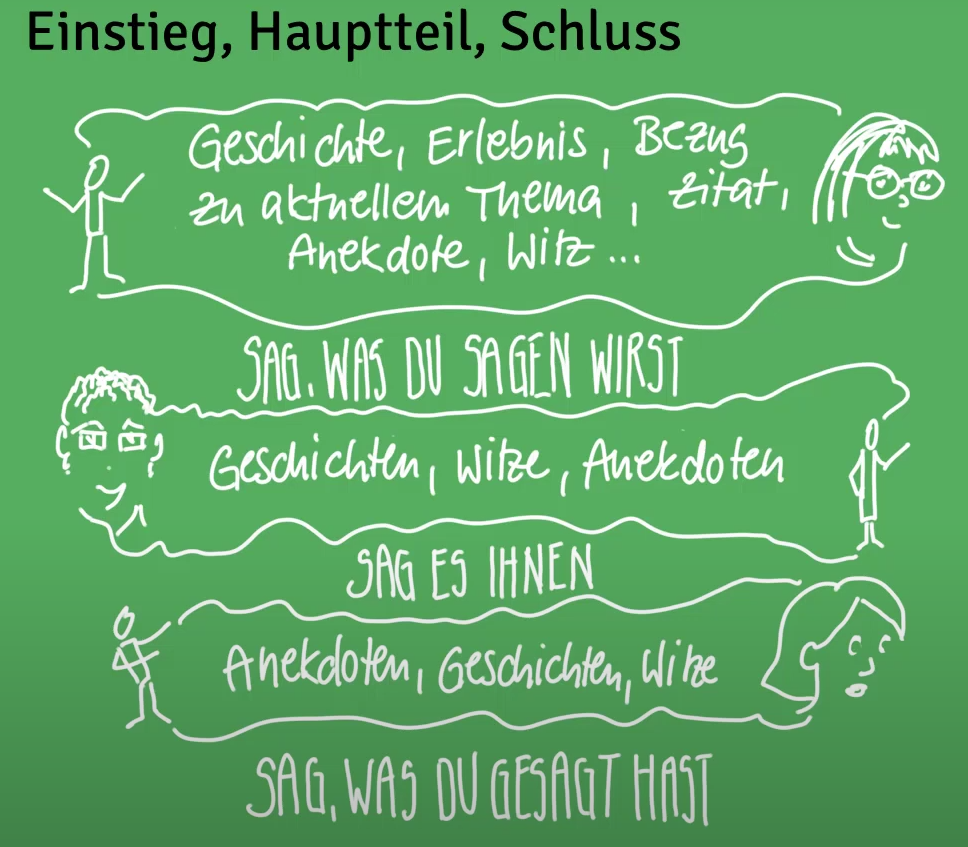 Einstieg, Hauptteil, Schluss
Geschichte, Erlebnis, Bezug
zu aktuellem Thema, Zitat,
Anekdote, Witz ...
SAG, WAS DU SAGEN WIRST
Geschichten, Witze, Anekdoten
SAG ES IHNEN
Anekdoten, Geschichten, Witze
SAG, WAS DU GESAGT HAST